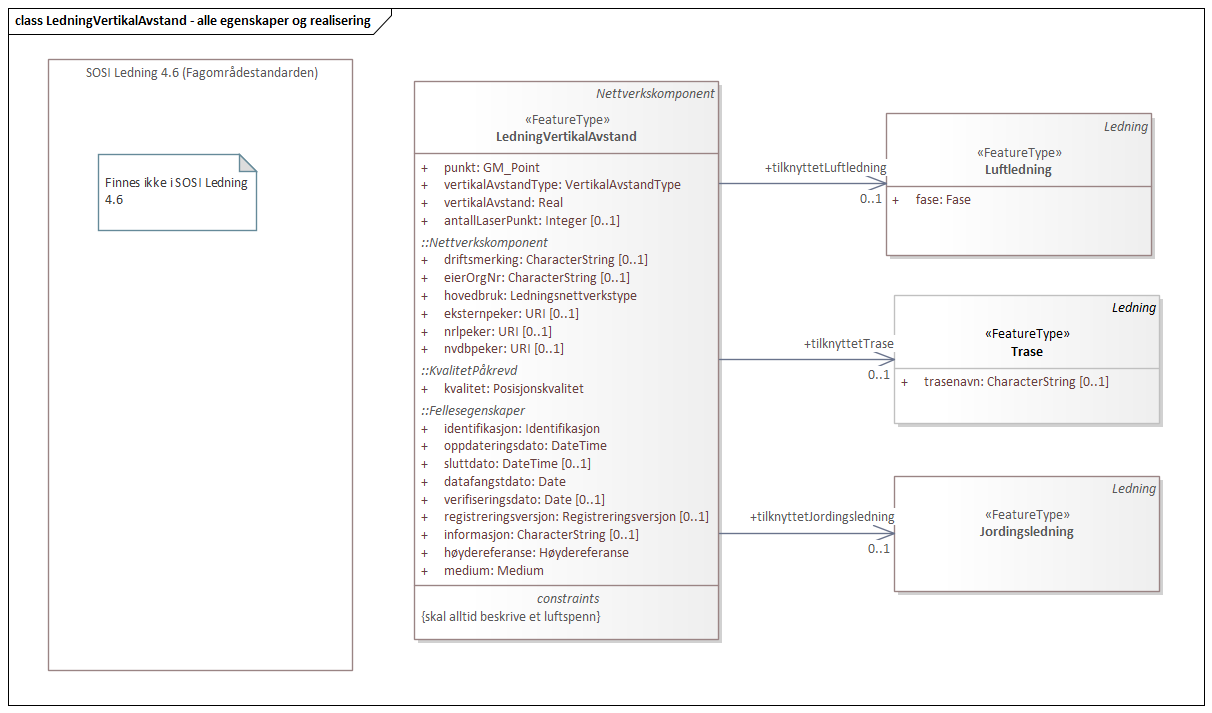 class LedningVertikalAvstand - alle egenskaper og realisering
SOSI Ledning 4.6 (Fagområdestandarden)
Finnes ikke i SOSI Ledning
4.6
Nettverkskomponent
«FeatureType»
LedningVertikalAvstand
+ punkt: GM_Point
+ vertikalAvstandType: VertikalAvstandType
+ vertikalAvstand: Real
+ antallLaserPunkt: Integer [0..1]
::Nettverkskomponent
+ driftsmerking: CharacterString [0..1]
+ eierOrgNr: CharacterString [0..1]
+ hovedbruk: Ledningsnettverkstype
+ eksternpeker: URI [0..1]
+ nrlpeker: URI [0..1]
+ nvdbpeker: URI [0..1]
::KvalitetPåkrevd
+ kvalitet: Posisjonskvalitet
::Fellesegenskaper
+ identifikasjon: Identifikasjon
+ oppdateringsdato: DateTime
+ sluttdato: DateTime [0..1]
+ datafangstdato: Date
+ verifiseringsdato: Date [0..1]
+ registreringsversjon: Registreringsversjon [0..1]
+ informasjon: CharacterString [0..1]
+ høydereferanse: Høydereferanse
+ medium: Medium
constraints
{skal alltid beskrive et luftspenn}
+tilknyttetLuftledning
0..1
Ledning
«FeatureType»
Luftledning
+ fase: Fase
+tilknyttetTrase
0..1
Ledning
«FeatureType»
Trase
+ trasenavn: CharacterString [0..1]
+tilknyttetJordingsledning
0..1
Ledning
«FeatureType»
Jordingsledning